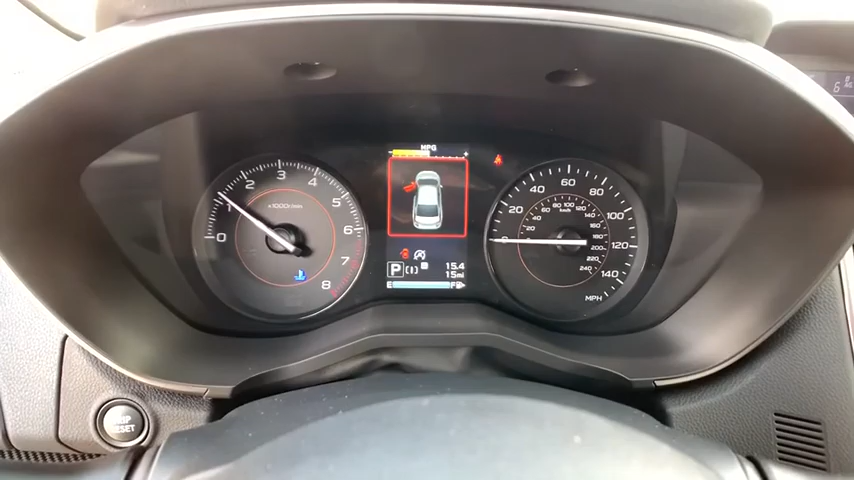 MPG
- +
0 1 2 3 4 5 6 7 8
x1000r/min
P [ ] 15.4
15mi
E F
20 40 60 80 100 120 140
20 40 60 80 100 120 140 160 180 200 220 240
km/h
MPH
TRIP
RESET
6